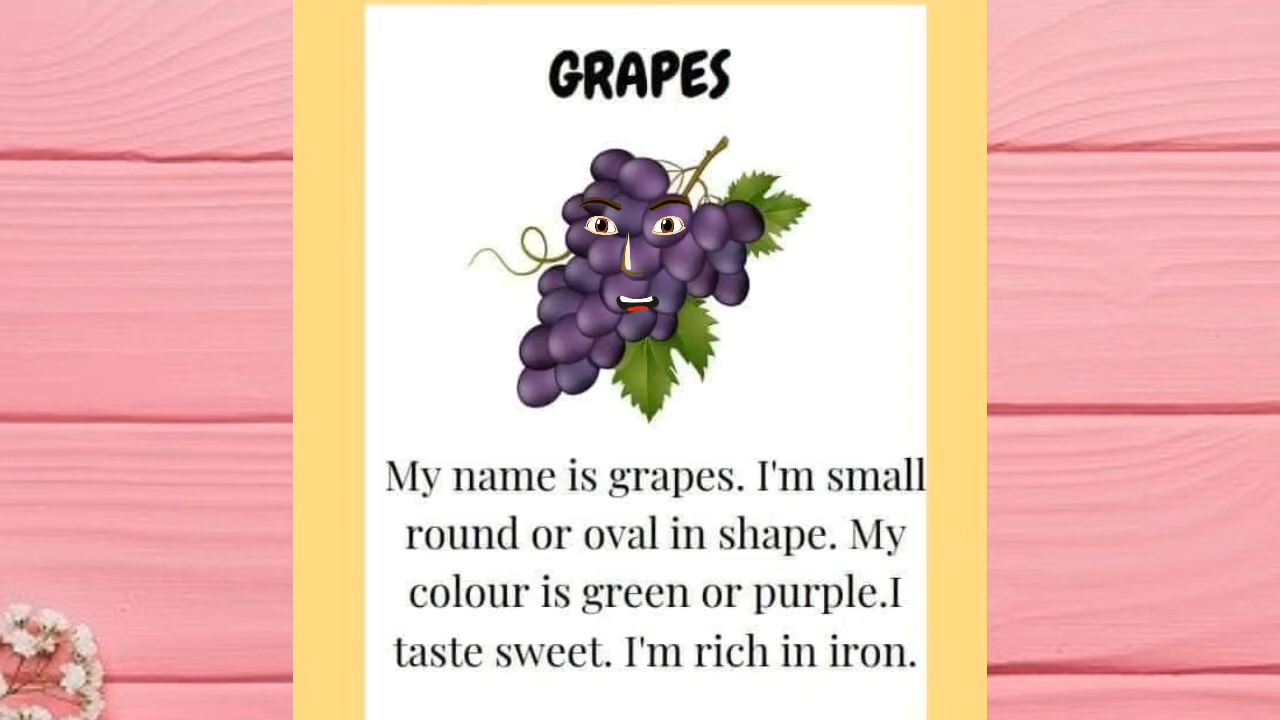 GRAPES
My name is grapes. I'm small
round or oval in shape. My
colour is green or purple.I
taste sweet. I'm rich in iron.